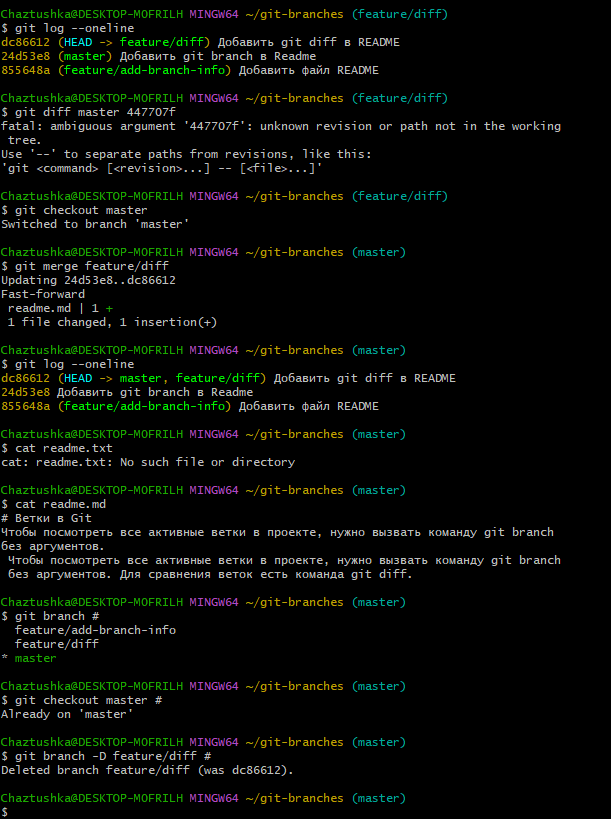 Chaztushka@DESKTOP-MOFRILH MINGW64 ~/git-branches (feature/diff)
$ git log --oneline
dc86612 (HEAD -> feature/diff) Добавить git diff в README
24d53e8 (master) Добавить git branch в Readme
855648a (feature/add-branch-info) Добавить файл README

Chaztushka@DESKTOP-MOFRILH MINGW64 ~/git-branches (feature/diff)
$ git diff master 447707f
fatal: ambiguous argument '447707f': unknown revision or path not in the working
 tree.
Use '--' to separate paths from revisions, like this:
'git <command> [<revision>...] -- [<file>...]'

Chaztushka@DESKTOP-MOFRILH MINGW64 ~/git-branches (feature/diff)
$ git checkout master
Switched to branch 'master'

Chaztushka@DESKTOP-MOFRILH MINGW64 ~/git-branches (master)
$ git merge feature/diff
Updating 24d53e8..dc86612
Fast-forward
 readme.md | 1 +
 1 file changed, 1 insertion(+)

Chaztushka@DESKTOP-MOFRILH MINGW64 ~/git-branches (master)
$ git log --oneline
dc86612 (HEAD -> master, feature/diff) Добавить git diff в README
24d53e8 Добавить git branch в Readme
855648a (feature/add-branch-info) Добавить файл README

Chaztushka@DESKTOP-MOFRILH MINGW64 ~/git-branches (master)
$ cat readme.txt
cat: readme.txt: No such file or directory

Chaztushka@DESKTOP-MOFRILH MINGW64 ~/git-branches (master)
$ cat readme.md
# Ветки в Git
Чтобы посмотреть все активные ветки в проекте, нужно вызвать команду git branch
без аргументов.
 Чтобы посмотреть все активные ветки в проекте, нужно вызвать команду git branch
 без аргументов. Для сравнения веток есть команда git diff.

Chaztushka@DESKTOP-MOFRILH MINGW64 ~/git-branches (master)
$ git branch #
  feature/add-branch-info
  feature/diff
* master

Chaztushka@DESKTOP-MOFRILH MINGW64 ~/git-branches (master)
$ git checkout master #
Already on 'master'

Chaztushka@DESKTOP-MOFRILH MINGW64 ~/git-branches (master)
$ git branch -D feature/diff #
Deleted branch feature/diff (was dc86612).

Chaztushka@DESKTOP-MOFRILH MINGW64 ~/git-branches (master)
$